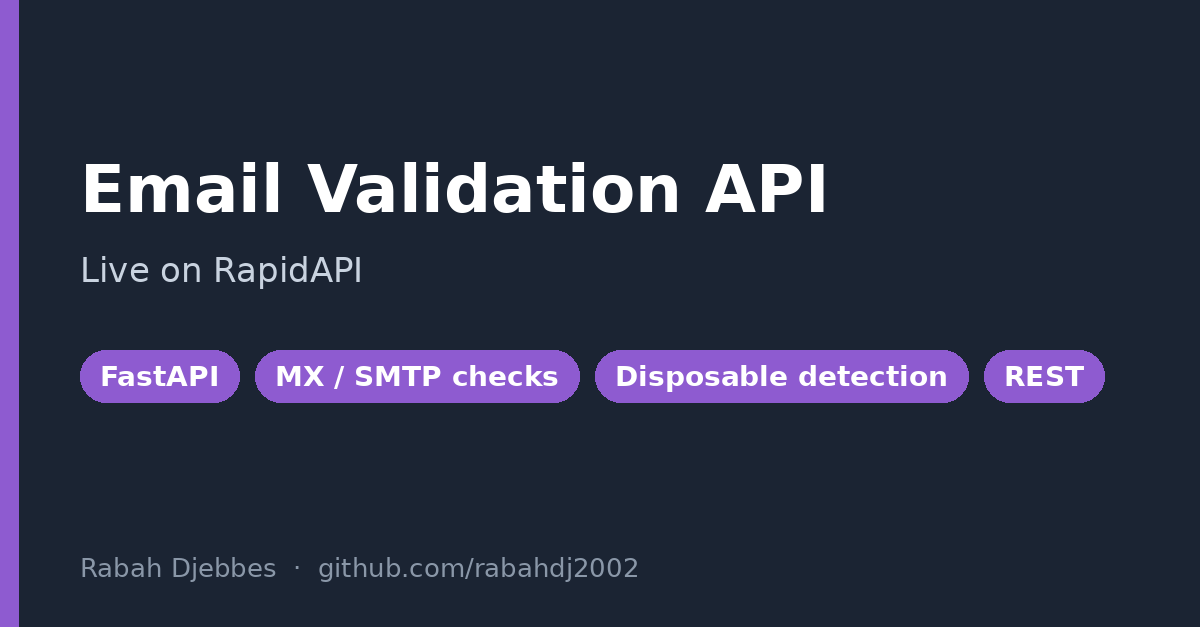 Email Validation API
Live on RapidAPI
FastAPI MX / SMTP checks Disposable detection REST
Rabah Djebbes · github.com/rabahdj2002